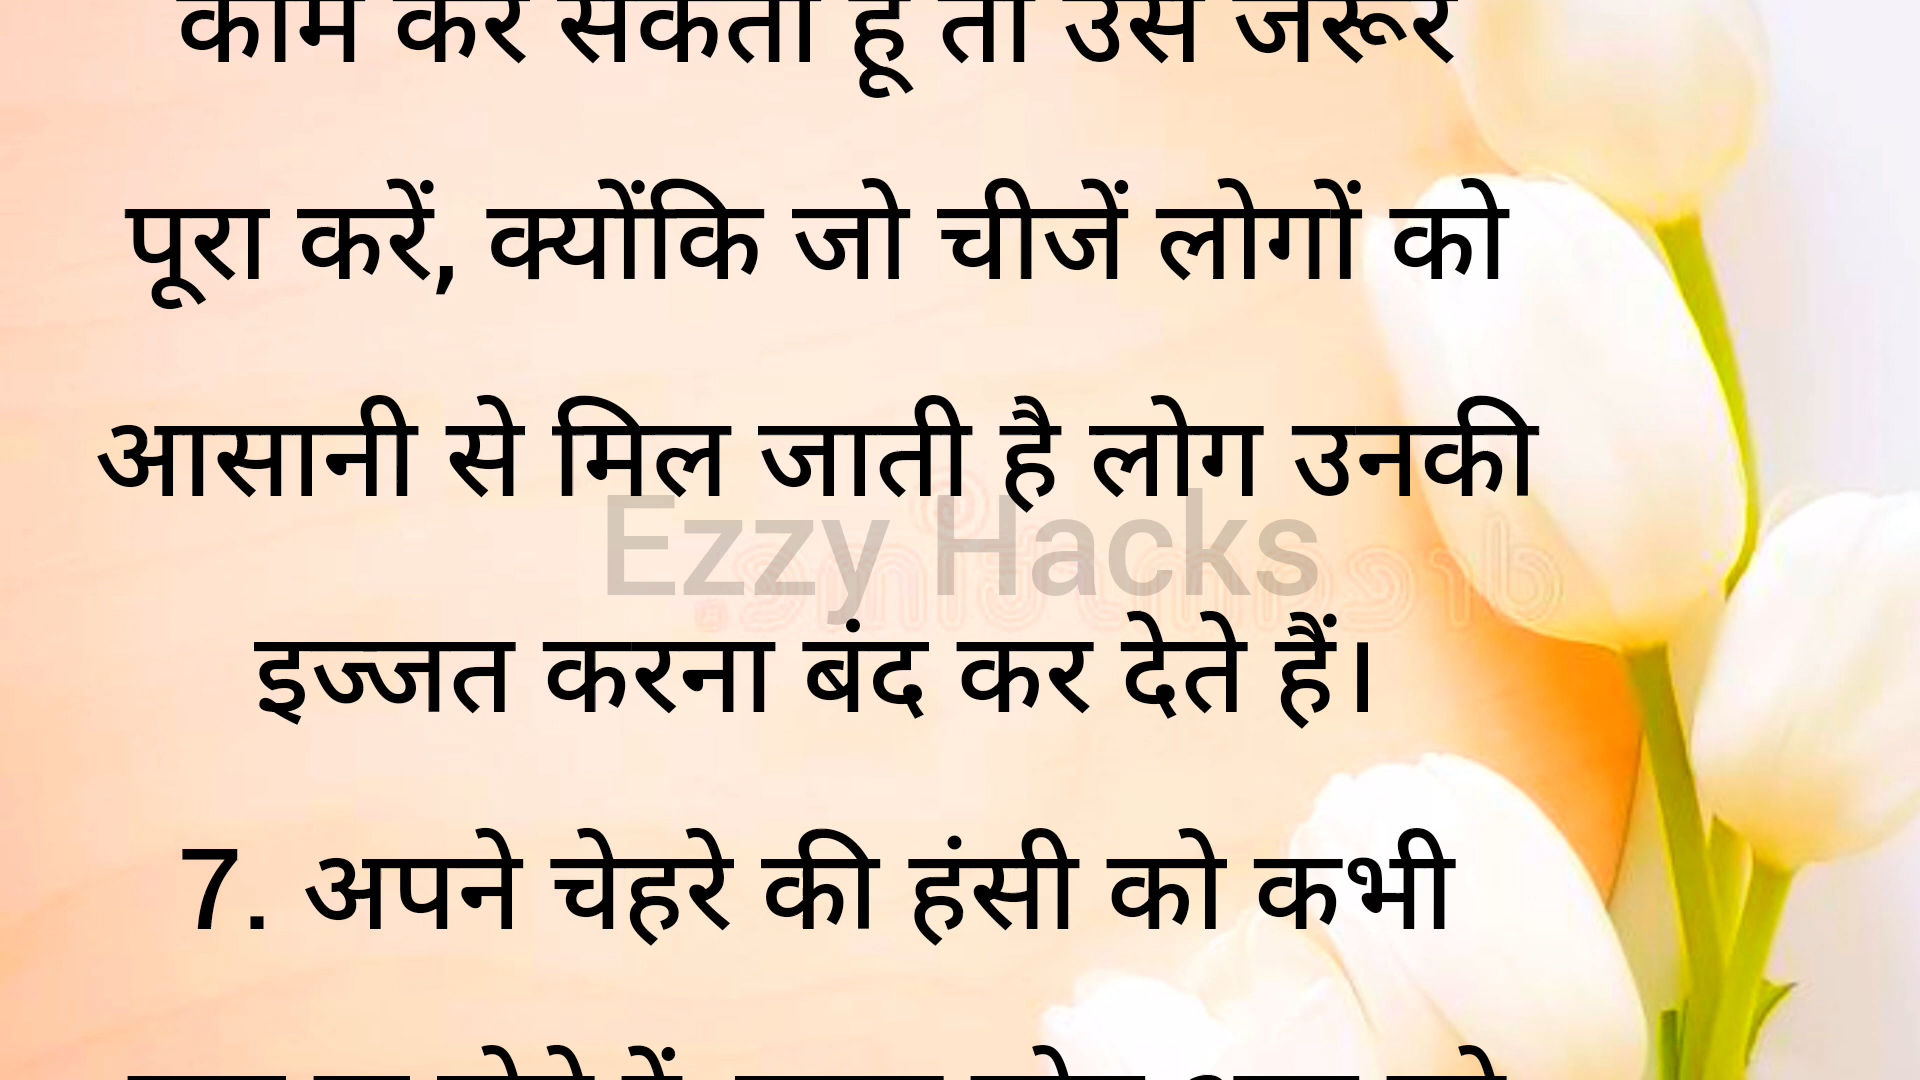 काम कर सकता हूं तो उसे जरूर
पूरा करें, क्योंकि जो चीजें लोगों को
आसानी से मिल जाती है लोग उनकी
Ezzy Hacks
इज्जत करना बंद कर देते हैं।
7. अपने चेहरे की हंसी को कभी